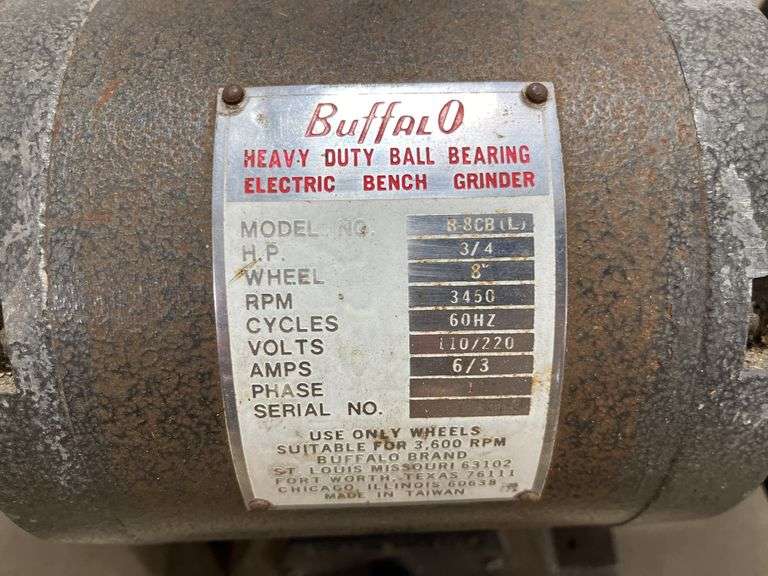 BuffalO
HEAVY DUTY BALL BEARING
ELECTRIC BENCH GRINDER
MODEL NO. R-8CB(L)
H.P. 3/4
WHEEL 8"
RPM 3450
CYCLES 60HZ
VOLTS 110/220
AMPS 6/3
PHASE 1
SERIAL NO.
USE ONLY WHEELS
SUITABLE FOR 3,600 RPM
BUFFALO BRAND
ST. LOUIS MISSOURI 63102
FORT WORTH, TEXAS 76111
CHICAGO, ILLINOIS 60638
MADE IN TAIWAN